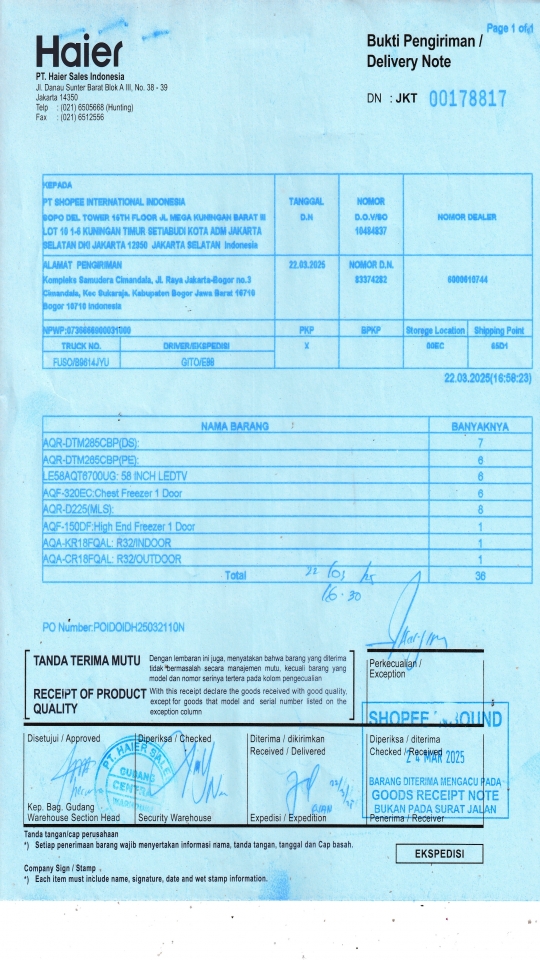 Page 1 of 1
Haier
Bukti Pengiriman /
Delivery Note
PT. Haier Sales Indonesia
Jl. Danau Sunter Barat Blok A III, No. 38 - 39
Jakarta 14350
Telp : (021) 6505668 (Hunting)
Fax : (021) 6512556
DN : JKT 00178817
KEPADA
PT SHOPEE INTERNATIONAL INDONESIA
SOPO DEL TOWER 15TH FLOOR JL MEGA KUNINGAN BARAT III
LOT 10 1-6 KUNINGAN TIMUR SETIABUDI KOTA ADM JAKARTA
SELATAN DKI JAKARTA 12950 JAKARTA SELATAN Indonesia
TANGGAL
D.N
NOMOR
D.O.V/SO
10484837
NOMOR DEALER
ALAMAT PENGIRIMAN
Kompleks Samudera Cimandala, Jl. Raya Jakarta-Bogor no.3
Cimandala, Kec Sukaraja, Kabupaten Bogor Jawa Barat 16710
Bogor 16710 Indonesia
22.03.2025
NOMOR D.N.
83374282
6000610744
PKP BPKP Storege Location Shipping Point
TRUCK NO. DRIVER/EKSPEDISI X 00EC 65D1
FUSO/B9614JYU GITO/E88
22.03.2025(16:58:23)
NAMA BARANG BANYAKNYA
AQR-DTM265CBP(DS): 7
AQR-DTM265CBP(PE): 6
LE58AQT6700UG: 58 INCH LEDTV 6
AQF-320EC:Chest Freezer 1 Door 6
AQR-D225(MLS): 8
AQF-150DF:High End Freezer 1 Door 1
AQA-KR18FQAL: R32/INDOOR 1
AQA-CR18FQAL: R32/OUTDOOR 1
Total 36
22/03/25
16.30
PO Number:POIDOIDH25032110N
TANDA TERIMA MUTU
Dengan lembaran ini juga, menyatakan bahwa barang yang diterima
tidak bermasalah secara manajemen mutu, kecuali barang yang
model dan nomor serinya tertera pada kolom pengecualian
RECEIPT OF PRODUCT
QUALITY
With this receipt declare the goods received with good quality,
except for goods that model and serial number listed on the
exception column
Perkecualian /
Exception
SHOPEE INBOUND
Disetujui / Approved
Diperiksa / Checked
Diterima / dikirimkan
Received / Delivered
Diperiksa / diterima
Checked / Received
24 MAR 2025
PT. HAIER SALE
GUDANG
CENTRAL
WAREHOUSE
BARANG DITERIMA MENGACU PADA
GOODS RECEIPT NOTE
BUKAN PADA SURAT JALAN
Kep. Bag. Gudang
Warehouse Section Head
Security Warehouse
Expedisi / Expedition
Penerima / Receiver
Tanda tangan/cap perusahaan
*) Setiap penerimaan barang wajib menyertakan informasi nama, tanda tangan, tanggal dan Cap basah.
EKSPEDISI
Company Sign / Stamp
*) Each item must include name, signature, date and wet stamp information.